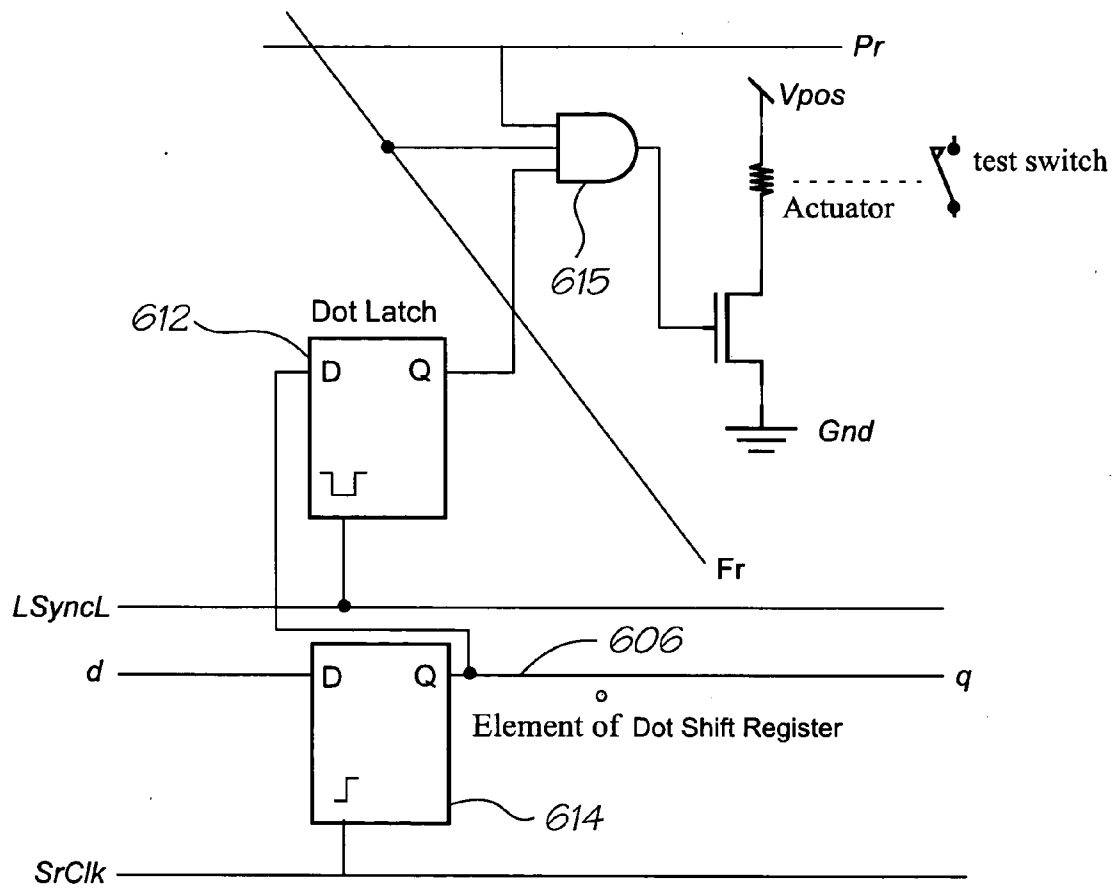 Pr
Vpos
test switch
Actuator
615
612
Dot Latch
D Q
Gnd
Fr
LSyncL
606
d
D Q
q
Element of Dot Shift Register
614
SrClk